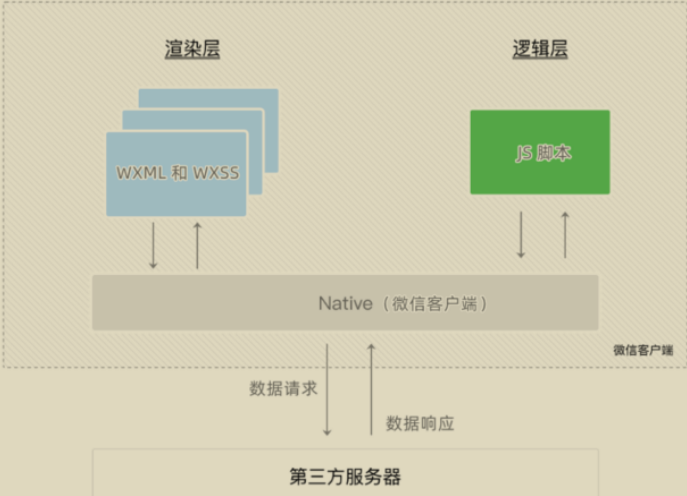 渲染层
逻辑层
WXML 和 WXSS
JS 脚本
Native（微信客户端）
微信客户端
数据请求
数据响应
第三方服务器